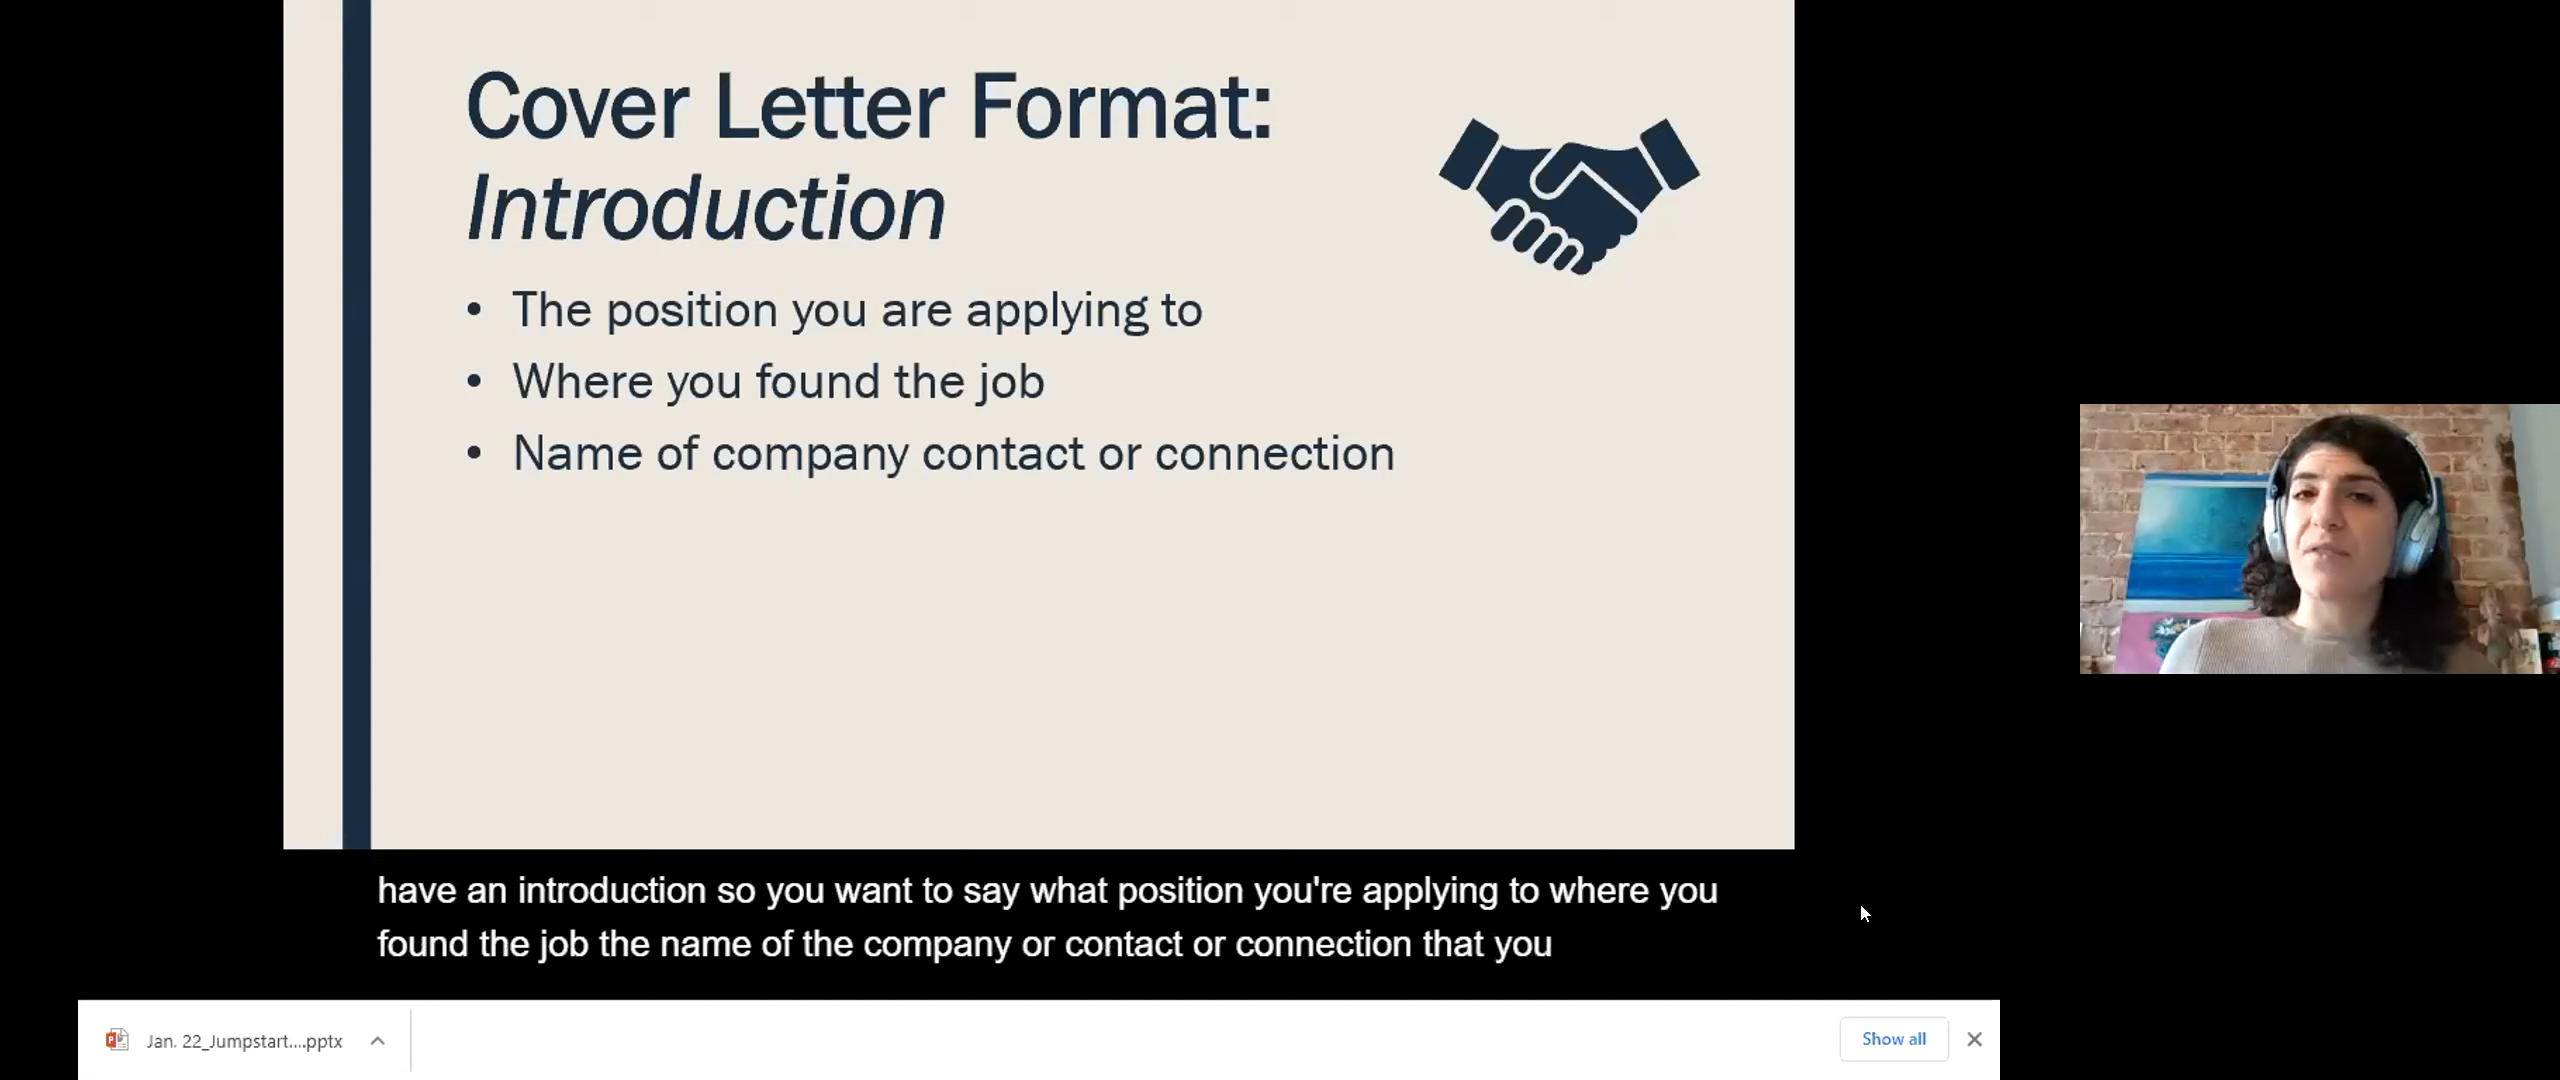 Cover Letter Format:
Introduction
• The position you are applying to
• Where you found the job
• Name of company contact or connection
have an introduction so you want to say what position you're applying to where you
found the job the name of the company or contact or connection that you
Jan. 22_Jumpstart....pptx
Show all